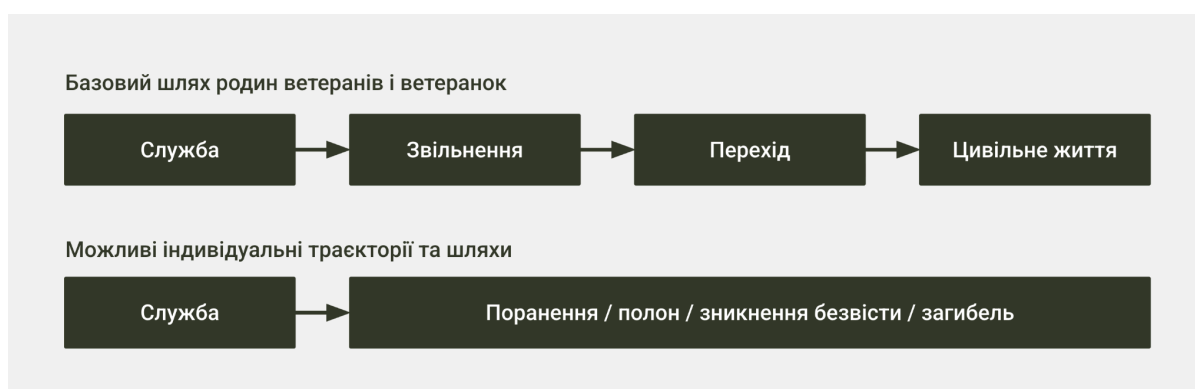 Базовий шлях родин ветеранів і ветеранок
Служба
Звільнення
Перехід
Цивільне життя
Можливі індивідуальні траєкторії та шляхи
Служба
Поранення / полон / зникнення безвісти / загибель